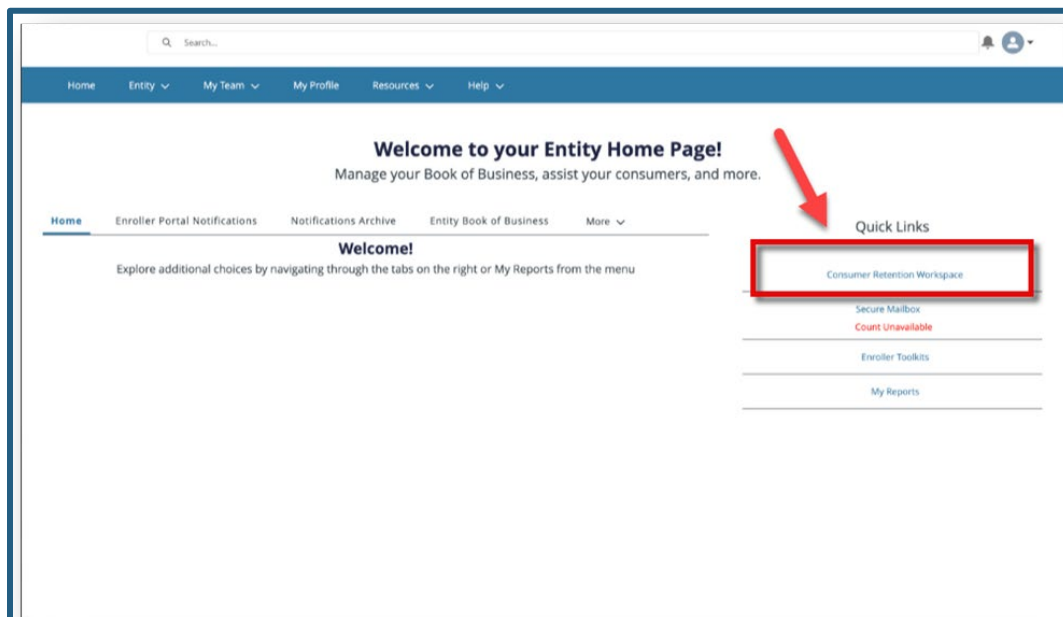 Search...
Home Entity My Team My Profile Resources Help
Welcome to your Entity Home Page!
Manage your Book of Business, assist your consumers, and more.
Home Enroller Portal Notifications Notifications Archive Entity Book of Business More
Welcome!
Explore additional choices by navigating through the tabs on the right or My Reports from the menu
Quick Links
Consumer Retention Workspace
Secure Mailbox
Count Unavailable
Enroller Toolkits
My Reports